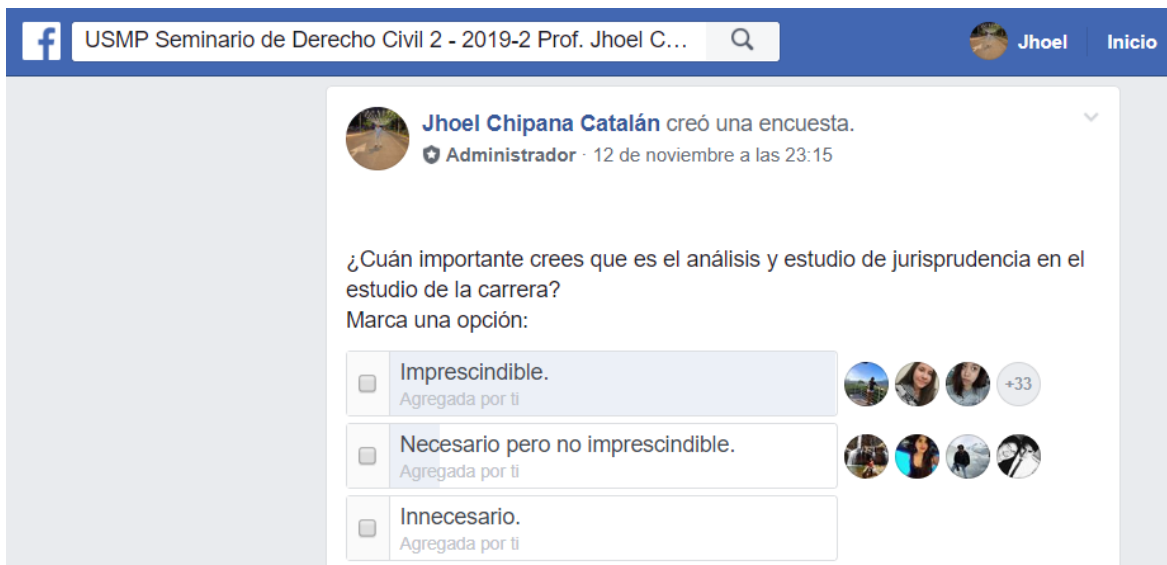 f
USMP Seminario de Derecho Civil 2 - 2019-2 Prof. Jhoel C...
Jhoel
Inicio
Jhoel Chipana Catalán creó una encuesta.
Administrador · 12 de noviembre a las 23:15
¿Cuán importante crees que es el análisis y estudio de jurisprudencia en el
estudio de la carrera?
Marca una opción:
Imprescindible.
Agregada por ti
+33
Necesario pero no imprescindible.
Agregada por ti
Innecesario.
Agregada por ti